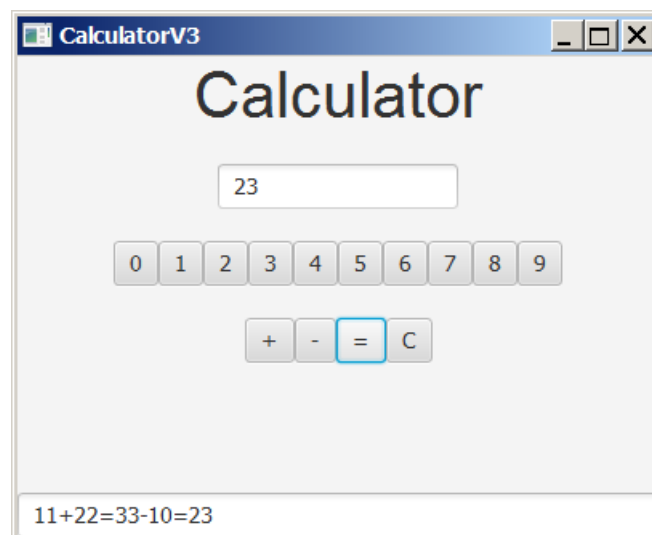 CalculatorV3
Calculator
23
0 1 2 3 4 5 6 7 8 9
+ - = C
11+22=33-10=23